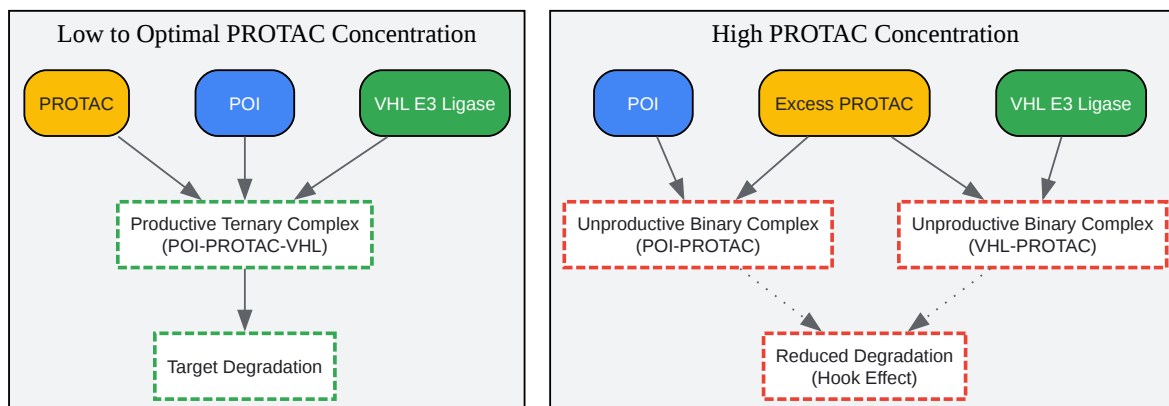 Low to Optimal PROTAC Concentration
PROTAC
POI
VHL E3 Ligase
Productive Ternary Complex
(POI-PROTAC-VHL)
Target Degradation
High PROTAC Concentration
POI
Excess PROTAC
VHL E3 Ligase
Unproductive Binary Complex
(POI-PROTAC)
Unproductive Binary Complex
(VHL-PROTAC)
Reduced Degradation
(Hook Effect)